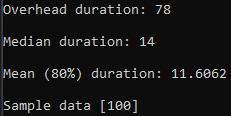 Overhead duration: 78
Median duration: 14
Mean (80%) duration: 11.6062
Sample data [100]